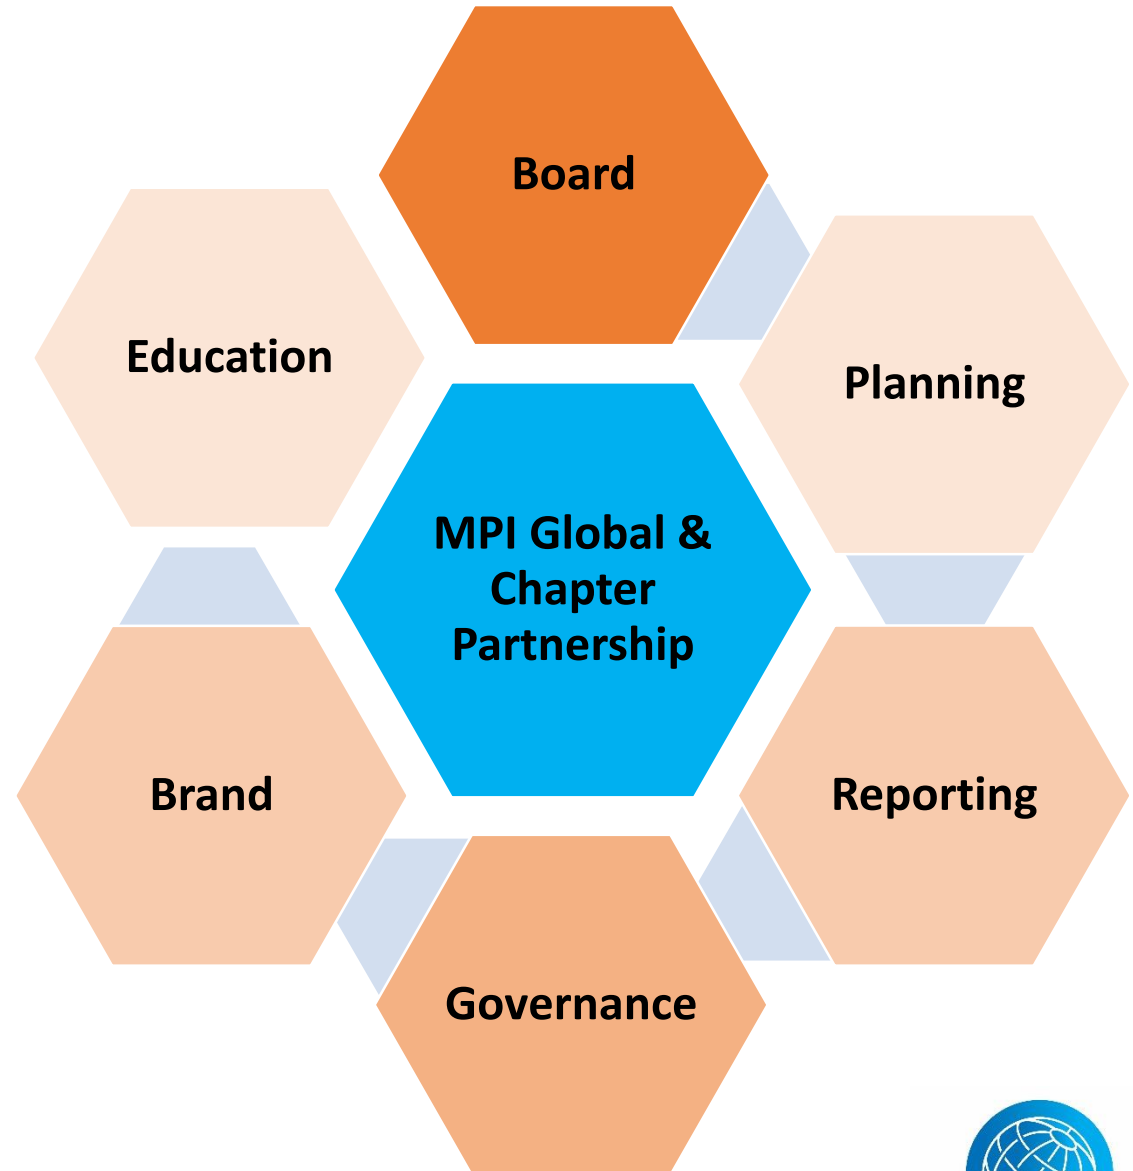 Board
Education
Planning
MPI Global &
Chapter
Partnership
Brand
Reporting
Governance